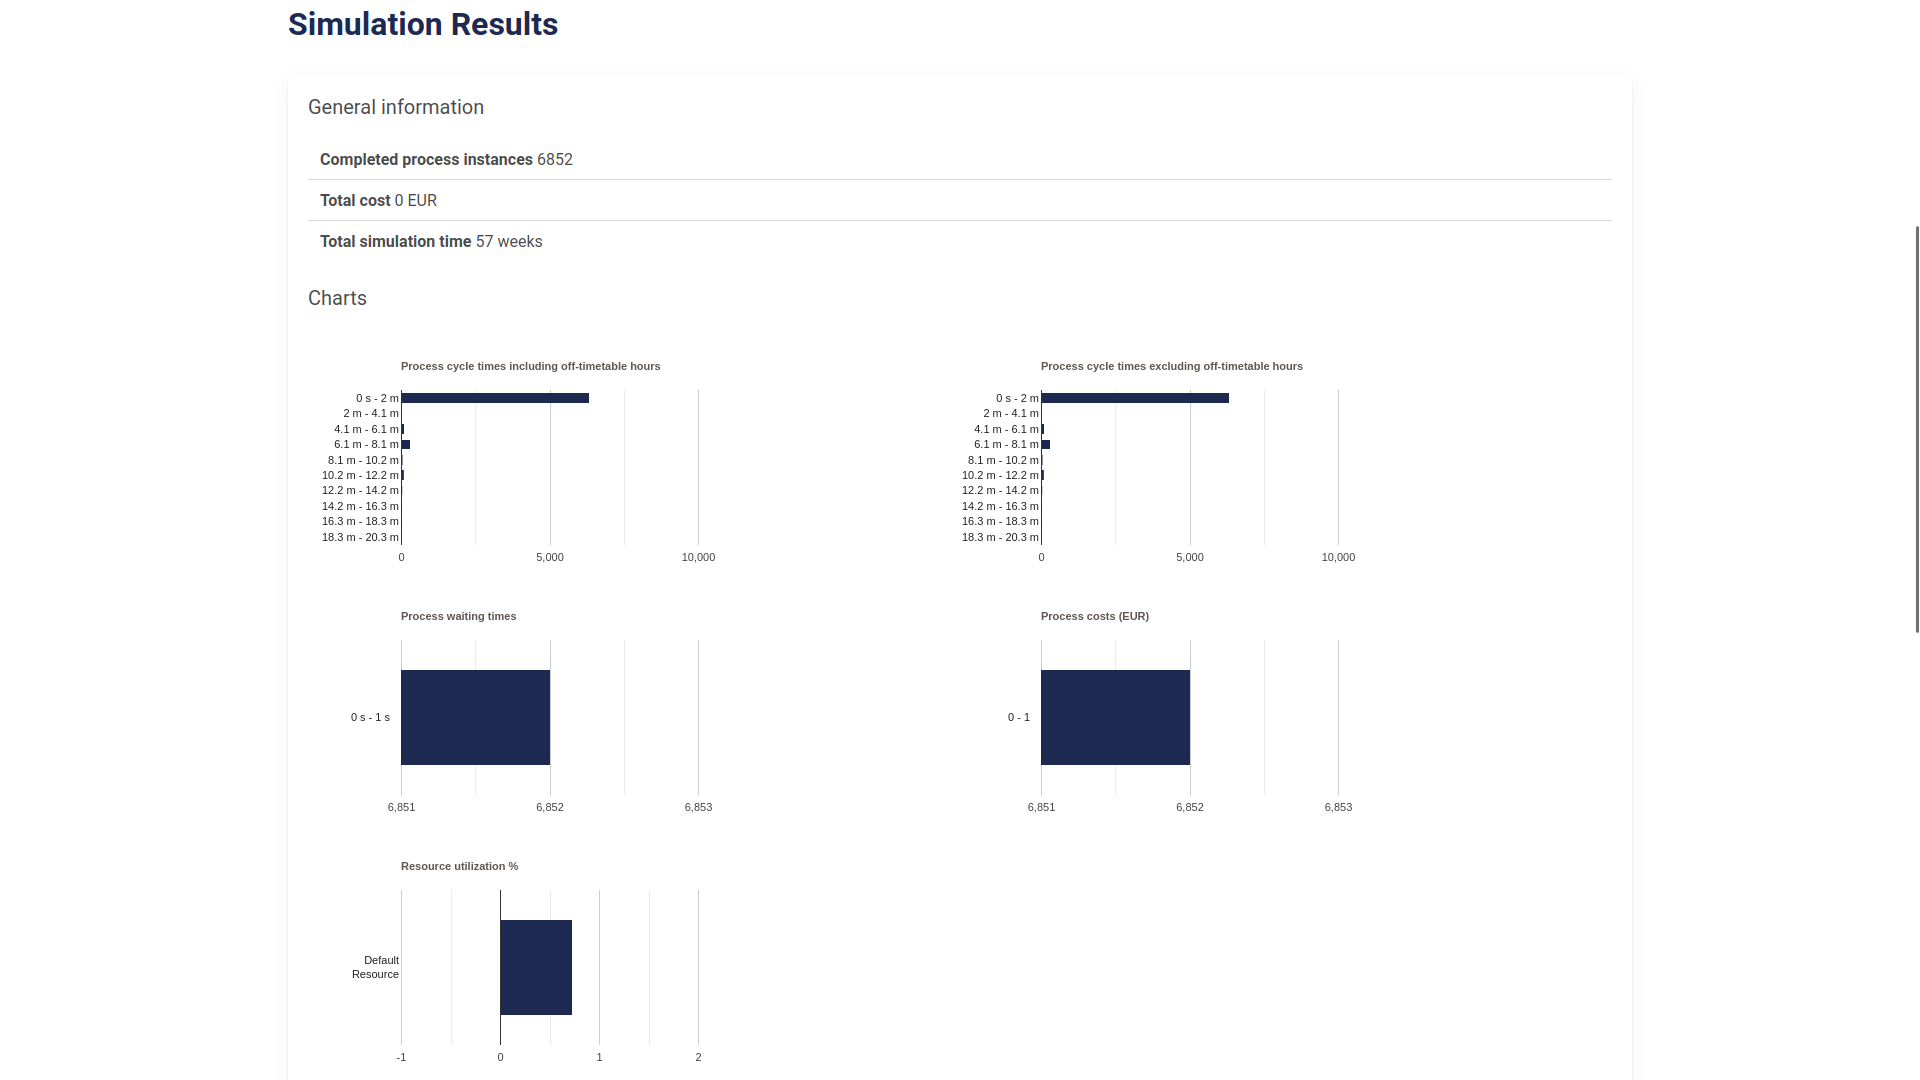 Simulation Results
General information
Completed process instances 6852
Total cost 0 EUR
Total simulation time 57 weeks
Charts
Process cycle times including off-timetable hours
0 s - 2 m
2 m - 4.1 m
4.1 m - 6.1 m
6.1 m - 8.1 m
8.1 m - 10.2 m
10.2 m - 12.2 m
12.2 m - 14.2 m
14.2 m - 16.3 m
16.3 m - 18.3 m
18.3 m - 20.3 m
0 5,000 10,000
Process cycle times excluding off-timetable hours
0 s - 2 m
2 m - 4.1 m
4.1 m - 6.1 m
6.1 m - 8.1 m
8.1 m - 10.2 m
10.2 m - 12.2 m
12.2 m - 14.2 m
14.2 m - 16.3 m
16.3 m - 18.3 m
18.3 m - 20.3 m
0 5,000 10,000
Process waiting times
0 s - 1 s
6,851 6,852 6,853
Process costs (EUR)
0 - 1
6,851 6,852 6,853
Resource utilization %
Default
Resource
-1 0 1 2